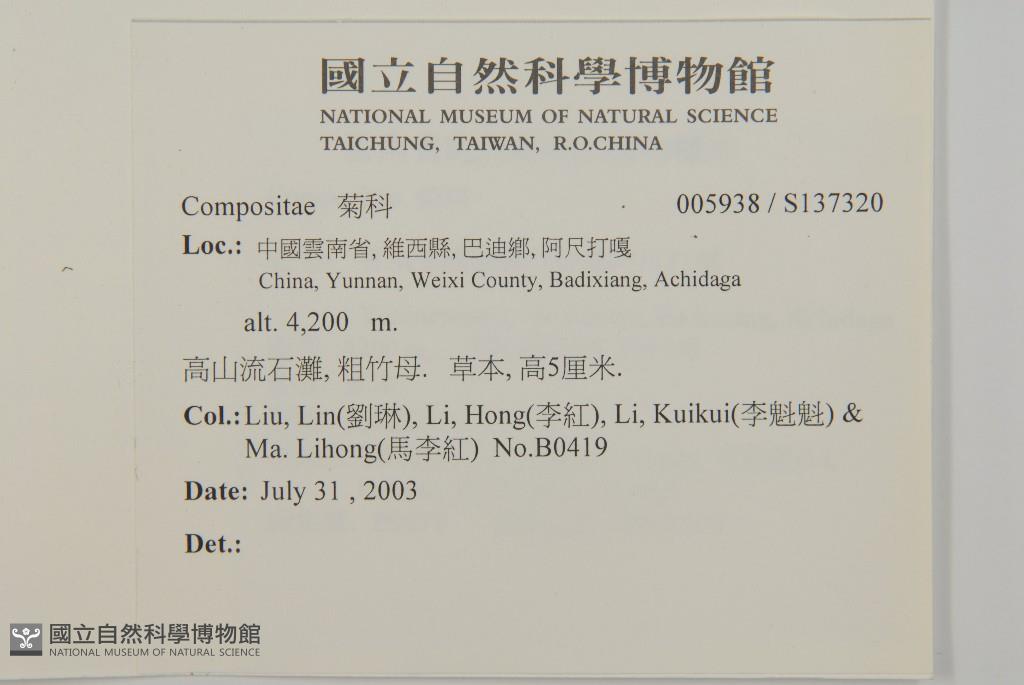 國立自然科學博物館
NATIONAL MUSEUM OF NATURAL SCIENCE
TAICHUNG, TAIWAN, R.O.CHINA
Compositae 菊科 005938 / S137320
Loc.: 中國雲南省, 維西縣, 巴迪鄉, 阿尺打嘎
China, Yunnan, Weixi County, Badixiang, Achidaga
alt. 4,200 m.
高山流石灘, 粗竹母. 草本, 高5厘米.
Col.: Liu, Lin(劉琳), Li, Hong(李紅), Li, Kuikui(李魁魁) &
Ma. Lihong(馬李紅) No.B0419
Date: July 31 , 2003
Det.:
國立自然科學博物館
NATIONAL MUSEUM OF NATURAL SCIENCE